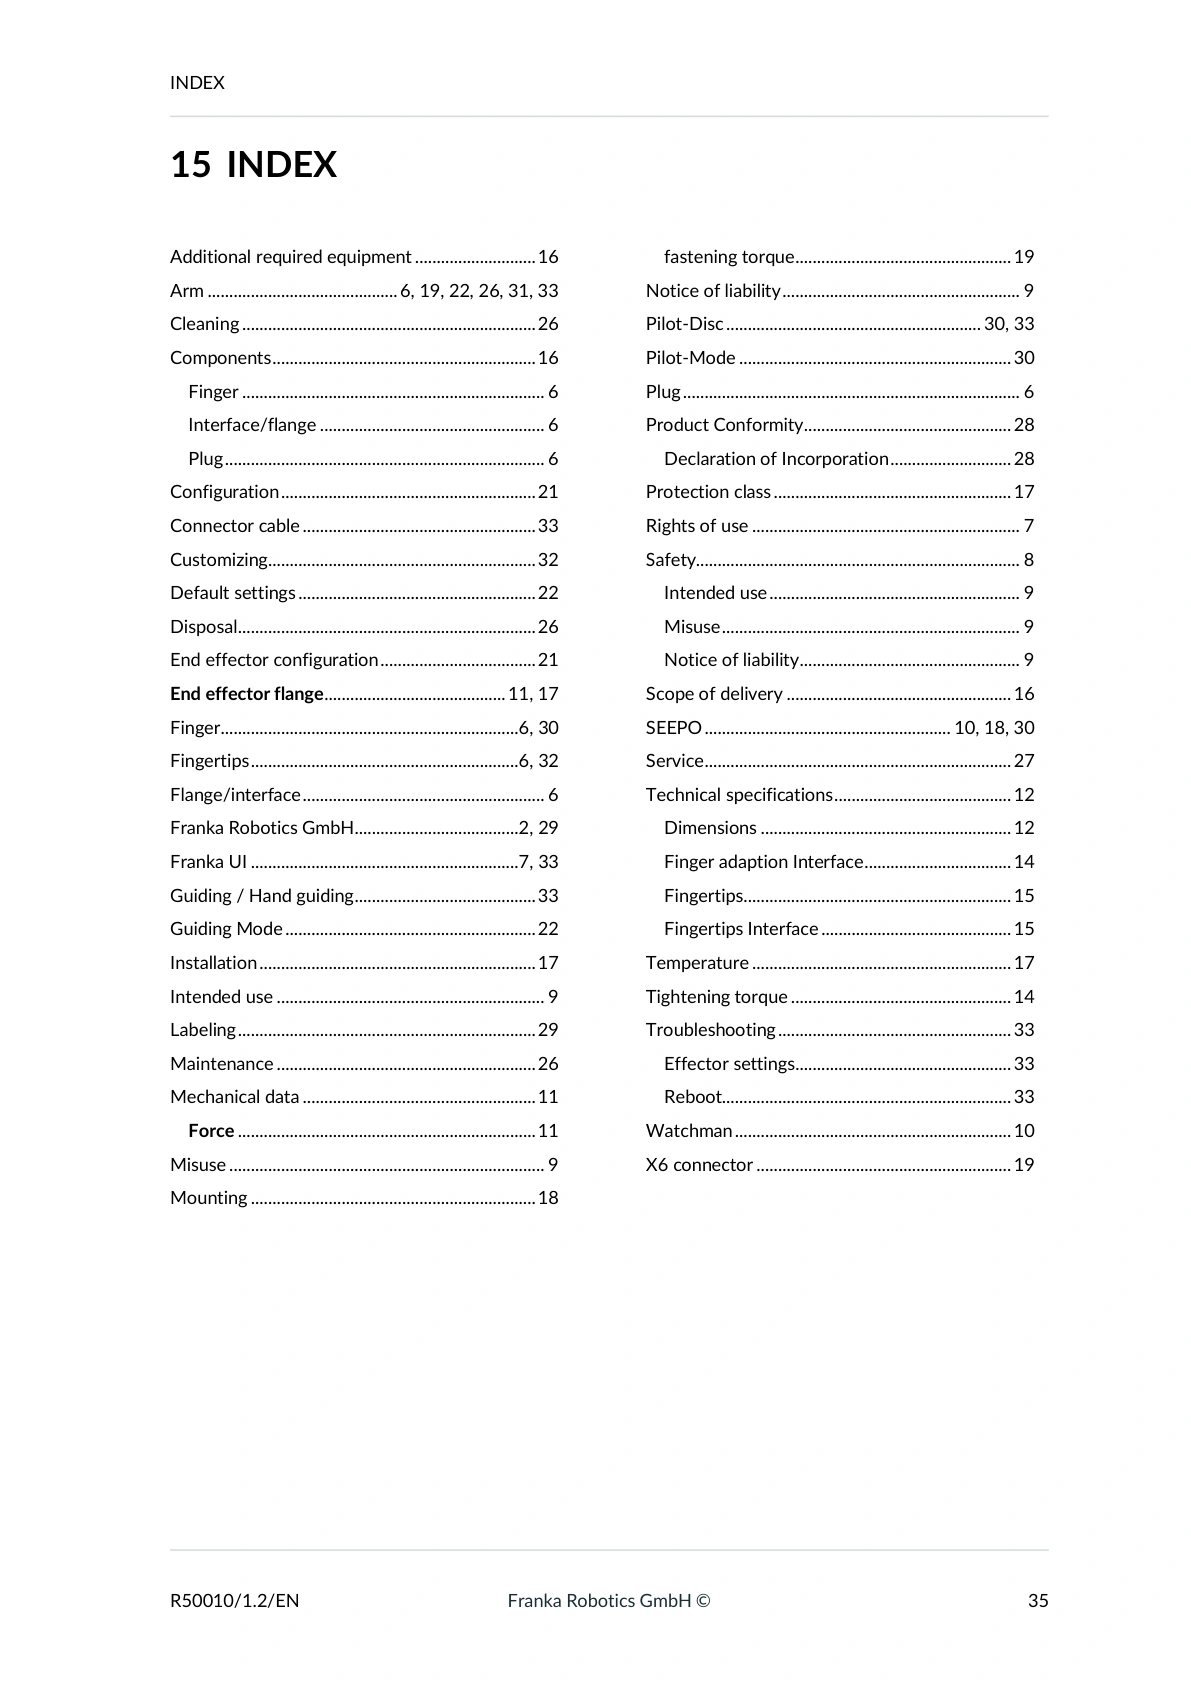 INDEX
15 INDEX
Additional required equipment ............................ 16
Arm ............................................ 6, 19, 22, 26, 31, 33
Cleaning .................................................................... 26
Components ............................................................. 16
Finger ...................................................................... 6
Interface/flange .................................................... 6
Plug .......................................................................... 6
Configuration ........................................................... 21
Connector cable ...................................................... 33
Customizing .............................................................. 32
Default settings ....................................................... 22
Disposal ..................................................................... 26
End effector configuration .................................... 21
End effector flange .......................................... 11, 17
Finger ..................................................................... 6, 30
Fingertips .............................................................. 6, 32
Flange/interface ........................................................ 6
Franka Robotics GmbH ...................................... 2, 29
Franka UI .............................................................. 7, 33
Guiding / Hand guiding .......................................... 33
Guiding Mode .......................................................... 22
Installation ................................................................ 17
Intended use .............................................................. 9
Labeling ..................................................................... 29
Maintenance ............................................................ 26
Mechanical data ...................................................... 11
Force ..................................................................... 11
Misuse ......................................................................... 9
Mounting .................................................................. 18
fastening torque .................................................. 19
Notice of liability ....................................................... 9
Pilot-Disc ........................................................... 30, 33
Pilot-Mode ............................................................... 30
Plug .............................................................................. 6
Product Conformity ................................................ 28
Declaration of Incorporation ............................ 28
Protection class ....................................................... 17
Rights of use .............................................................. 7
Safety ........................................................................... 8
Intended use .......................................................... 9
Misuse ..................................................................... 9
Notice of liability ................................................... 9
Scope of delivery .................................................... 16
SEEPO ......................................................... 10, 18, 30
Service ....................................................................... 27
Technical specifications ......................................... 12
Dimensions .......................................................... 12
Finger adaption Interface .................................. 14
Fingertips .............................................................. 15
Fingertips Interface ............................................ 15
Temperature ............................................................ 17
Tightening torque ................................................... 14
Troubleshooting ...................................................... 33
Effector settings .................................................. 33
Reboot ................................................................... 33
Watchman ................................................................ 10
X6 connector ........................................................... 19
R50010/1.2/EN Franka Robotics GmbH © 35